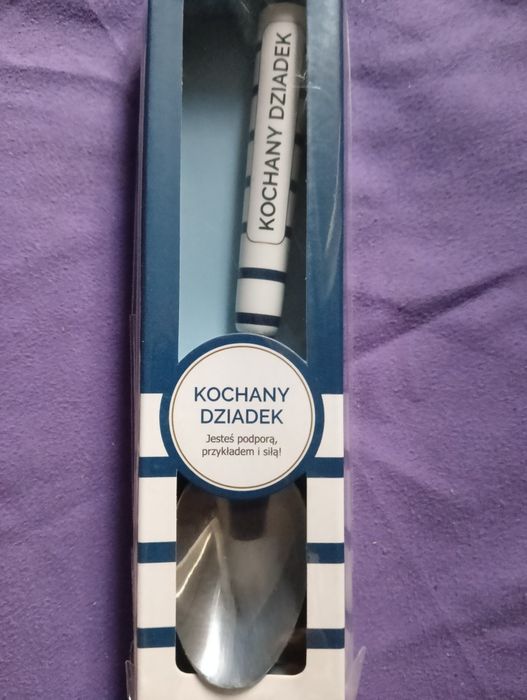 KOCHANY DZIADEK
KOCHANY
DZIADEK
Jesteś podporą,
przykładem i siłą!